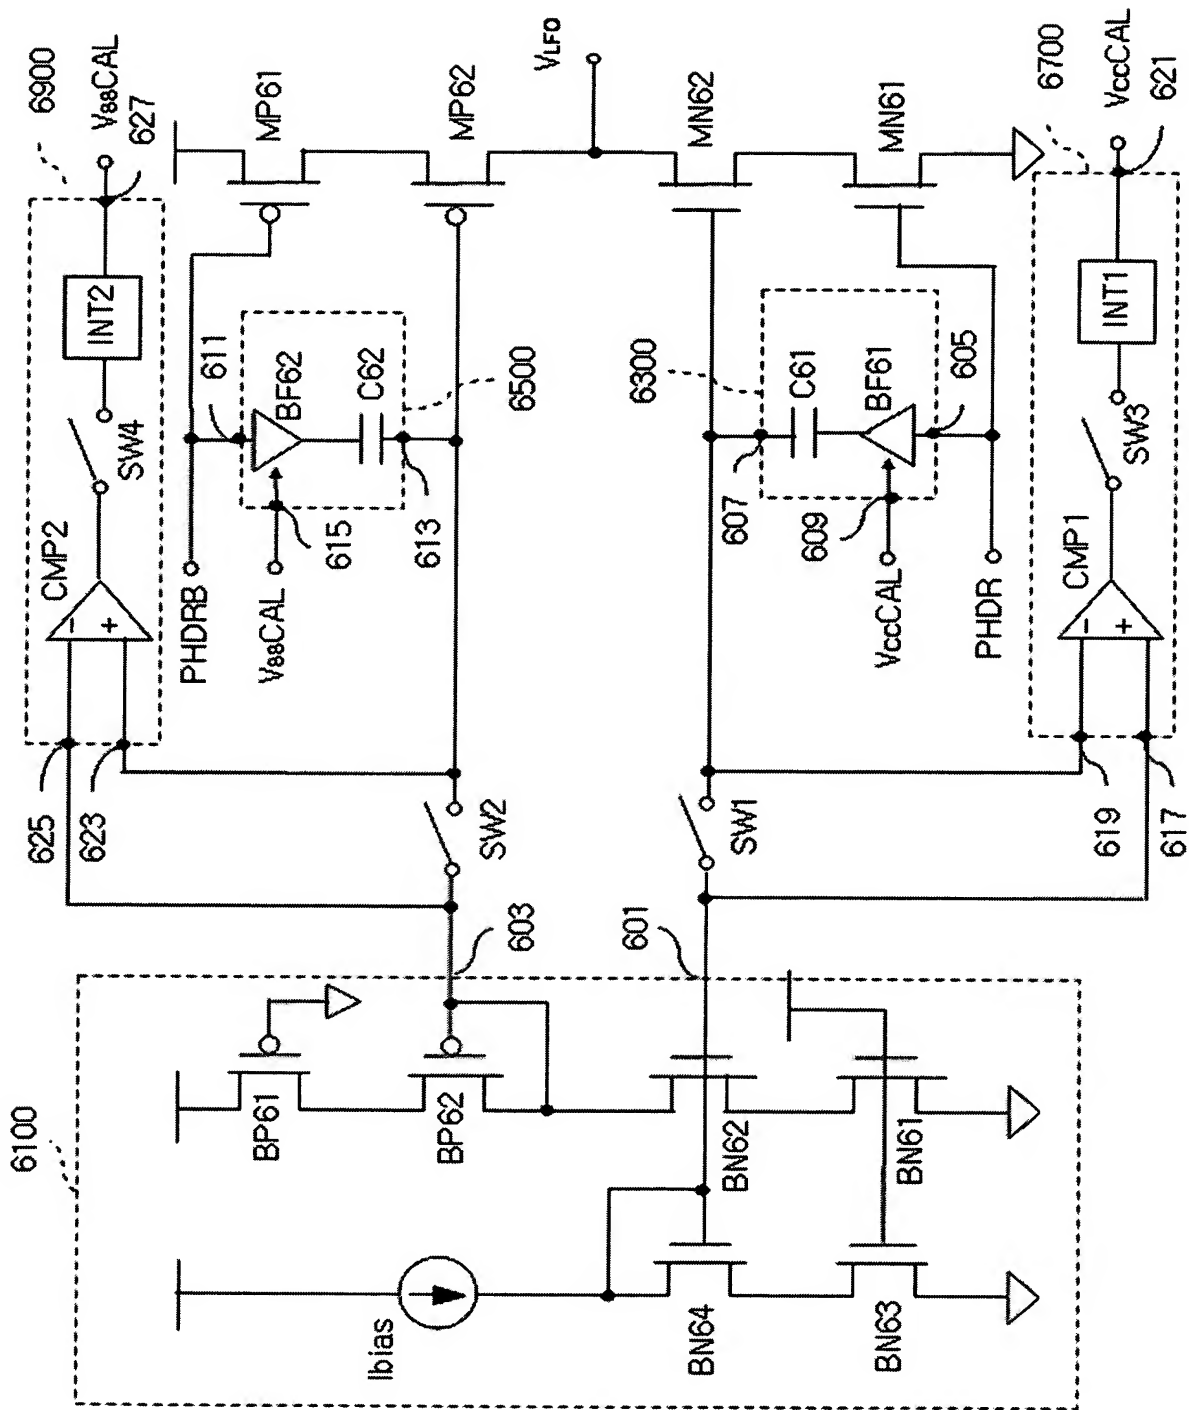 6100
Ibias
BN64
BN63
BP61
BP62
BN62
BN61
603
601
625
623
SW2
SW1
619
617
CMP2
SW4
INT2
6900
VssCAL
627
PHDRB
VssCAL
615
613
611
BF62
C62
6500
MP61
MP62
VLFO
MN62
MN61
6300
C61
BF61
607
609
605
VccCAL
PHDR
CMP1
SW3
INT1
6700
VccCAL
621
-
+
-
+